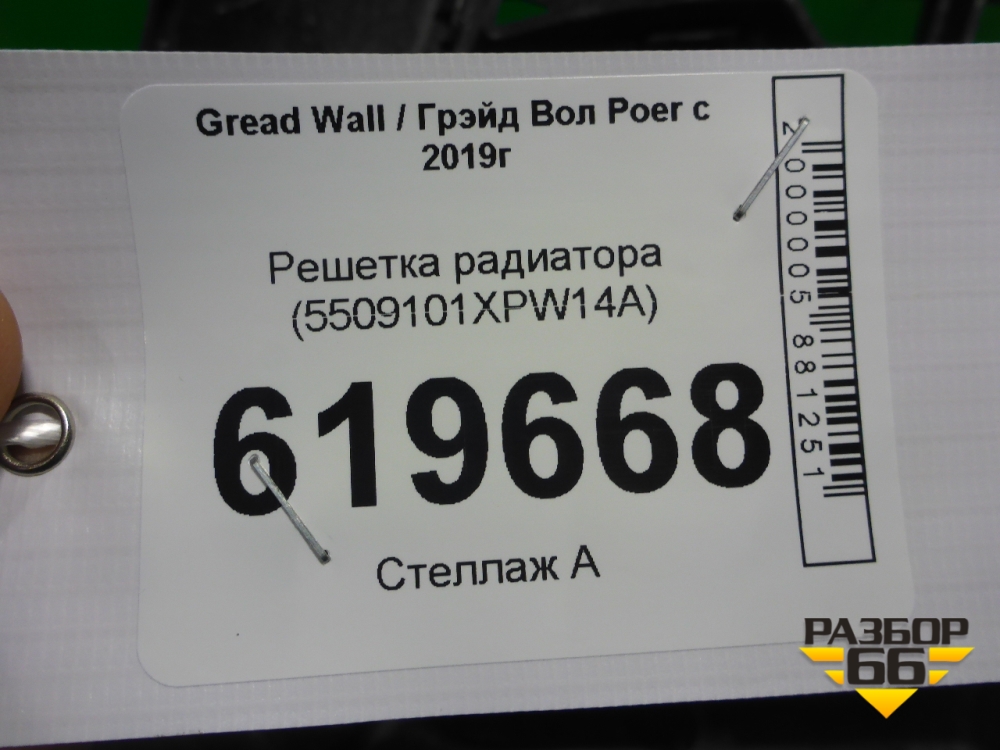 Gread Wall / Грэйд Вол Poer с
2019г
Решетка радиатора
(5509101XPW14A)
619668
Стеллаж А
2000005881251
РАЗБОР
66